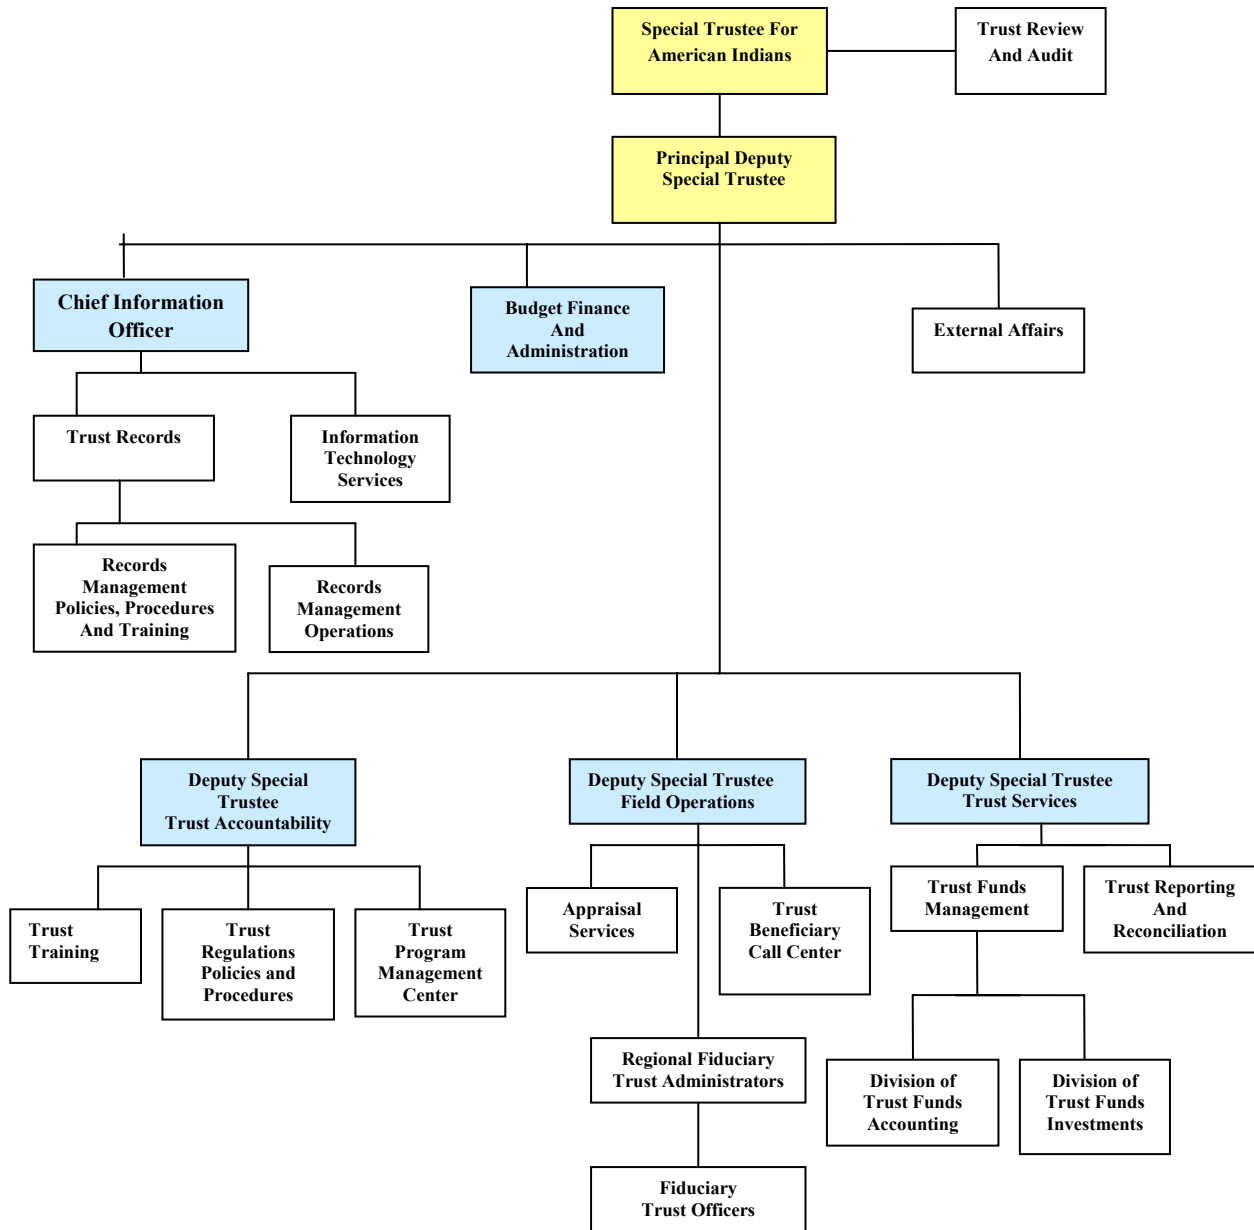 Special Trustee For
American Indians
Trust Review
And Audit
Principal Deputy
Special Trustee
Chief Information
Officer
Budget Finance
And
Administration
External Affairs
Trust Records
Information
Technology
Services
Records
Management
Policies, Procedures
And Training
Records
Management
Operations
Deputy Special
Trustee
Trust Accountability
Deputy Special Trustee
Field Operations
Deputy Special Trustee
Trust Services
Trust
Training
Trust
Regulations
Policies and
Procedures
Trust
Program
Management
Center
Appraisal
Services
Trust
Beneficiary
Call Center
Trust Funds
Management
Trust Reporting
And
Reconciliation
Regional Fiduciary
Trust Administrators
Division of
Trust Funds
Accounting
Division of
Trust Funds
Investments
Fiduciary
Trust Officers